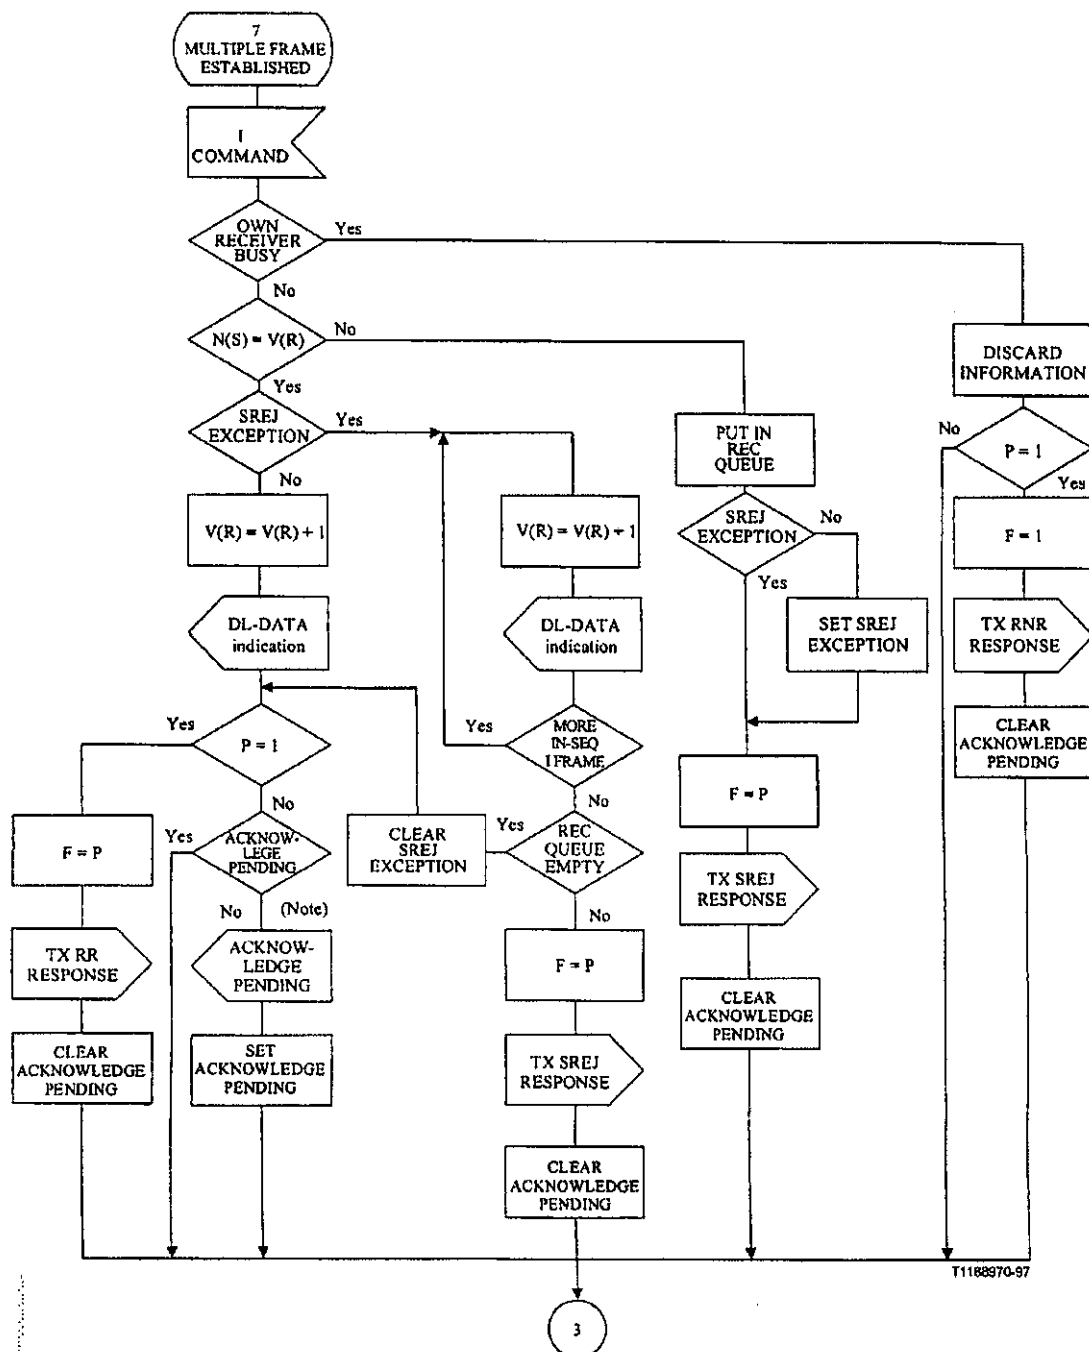 7
MULTIPLE FRAME
ESTABLISHED
I
COMMAND
OWN
RECEIVER
BUSY
Yes
No
N(S) = V(R)
No
Yes
SREJ
EXCEPTION
Yes
No
V(R) = V(R) + 1
DL-DATA
indication
P = 1
Yes
No
F = P
TX RR
RESPONSE
CLEAR
ACKNOWLEDGE
PENDING
ACKNOW-
LEGE
PENDING
Yes
No
(Note)
ACKNOW-
LEDGE
PENDING
SET
ACKNOWLEDGE
PENDING
V(R) = V(R) + 1
DL-DATA
indication
MORE
IN-SEQ
I FRAME
Yes
No
REC
QUEUE
EMPTY
Yes
CLEAR
SREJ
EXCEPTION
No
F = P
TX SREJ
RESPONSE
CLEAR
ACKNOWLEDGE
PENDING
PUT IN
REC
QUEUE
SREJ
EXCEPTION
No
Yes
SET SREJ
EXCEPTION
F = P
TX SREJ
RESPONSE
CLEAR
ACKNOWLEDGE
PENDING
DISCARD
INFORMATION
No
P = 1
Yes
F = 1
TX RNR
RESPONSE
CLEAR
ACKNOWLEDGE
PENDING
T1188970-97
3